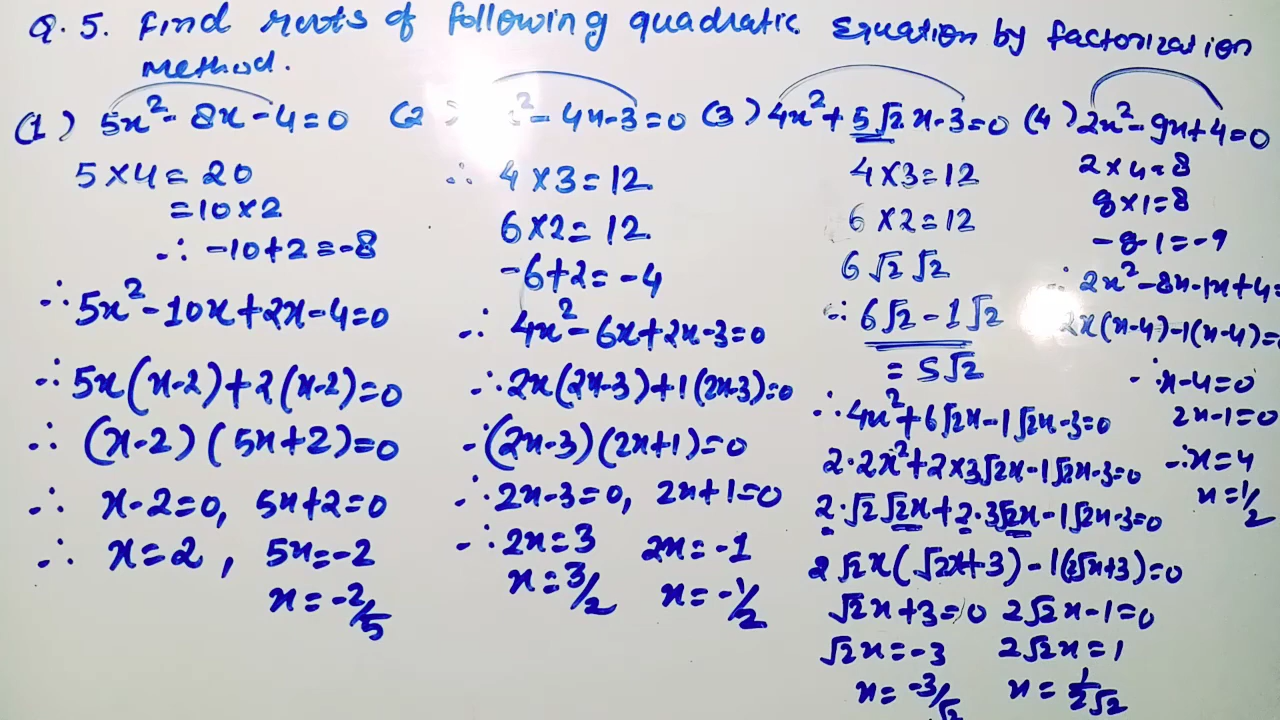 Q.5. Find roots of following quadratic Equation by factorization
method.
(1) 5x² - 8x - 4 = 0
5 × 4 = 20
= 10 × 2
∴ -10 + 2 = -8
∴ 5x² - 10x + 2x - 4 = 0
∴ 5x(x-2) + 2(x-2) = 0
∴ (x-2) (5x+2) = 0
∴ x-2=0, 5x+2=0
∴ x=2, 5x=-2
x = -2/5
(2) ² - 4x - 3 = 0
∴ 4 × 3 = 12.
6 × 2 = 12.
-6 + 2 = -4
∴ 4x² - 6x + 2x - 3 = 0
∴ 2x(2x-3) + 1(2x-3) = 0
∴ (2x-3) (2x+1) = 0
∴ 2x-3=0, 2x+1=0
∴ 2x=3 2x=-1
x=3/2 x=-1/2
(3) 4x² + 5√2x - 3 = 0
4 × 3 = 12
6 × 2 = 12
6 √2 √2
∴ 6√2 - 1√2
= 5√2
∴ 4x² + 6√2x - 1√2x - 3 = 0
2·2x² + 2×3√2x - 1√2x - 3 = 0
2·√2√2x + 2·3√2x - 1√2x - 3 = 0
2√2x(√2x+3) - 1(√2x+3) = 0
√2x+3=0 2√2x-1=0
√2x=-3 2√2x=1
x=-3/√2 x=1/2√2
(4) 2x² - 9x + 4 = 0
2 × 4 = 8
8 × 1 = 8
-8-1=-9
∴ 2x² - 8x - 1x + 4 =
2x(x-4) - 1(x-4) = 0
∴ x-4=0
2x-1=0
∴ x=4
x=1/2